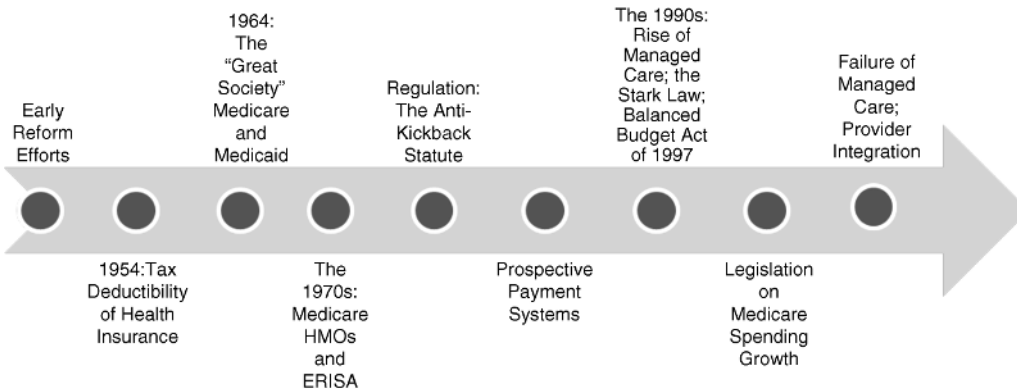 Early
Reform
Efforts
1954:Tax
Deductibility
of Health
Insurance
1964:
The
“Great
Society”
Medicare
and
Medicaid
The
1970s:
Medicare
HMOs
and
ERISA
Regulation:
The Anti-
Kickback
Statute
Prospective
Payment
Systems
The 1990s:
Rise of
Managed
Care; the
Stark Law;
Balanced
Budget Act
of 1997
Legislation
on
Medicare
Spending
Growth
Failure of
Managed
Care;
Provider
Integration